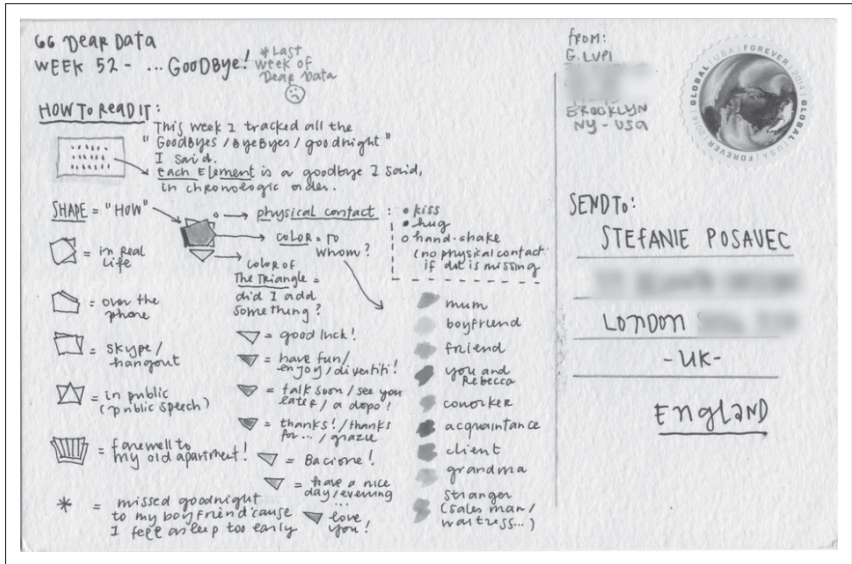 GG DEAR DATA
WEEK 52 - ... GOODBYE!
* LAST
WEEK OF
DEAR DATA
HOW TO READ IT:
This week I tracked all the
"Goodbyes / byebyes / goodnight"
I said.
Each Element is a goodbye I said,
in chronologic order.
SHAPE = "HOW"
= in real
life
= over the
phone
= skype /
hangout
= in public
(public speech)
= farewell to
my old apartment!
* = missed goodnight
to my boyfriend 'cause
I fell asleep too early
physical contact :
• kiss
• hug
o hand-shake
(no physical contact
if dot is missing
COLOR = TO
WHOM?
COLOR OF
The Triangle =
did I add
something?
= good luck!
= have fun /
enjoy / divertiti!
= talk soon / see you
later / a dopo!
= thanks! / thanks
for... / grazie
= Bacione!
= have a nice
day / evening
...
love
you!
mum
boyfriend
friend
you and
Rebecca
coworker
acquaintance
client
grandma
stranger
(sales man /
waitress...)
FROM:
G. LUPI
BROOKLYN
NY - USA
GLOBAL | USA | FOREVER | 2014 | GLOBAL | USA | FOREVER 2014
SEND TO:
STEFANIE POSAVEC
LONDON
- UK -
ENGLAND